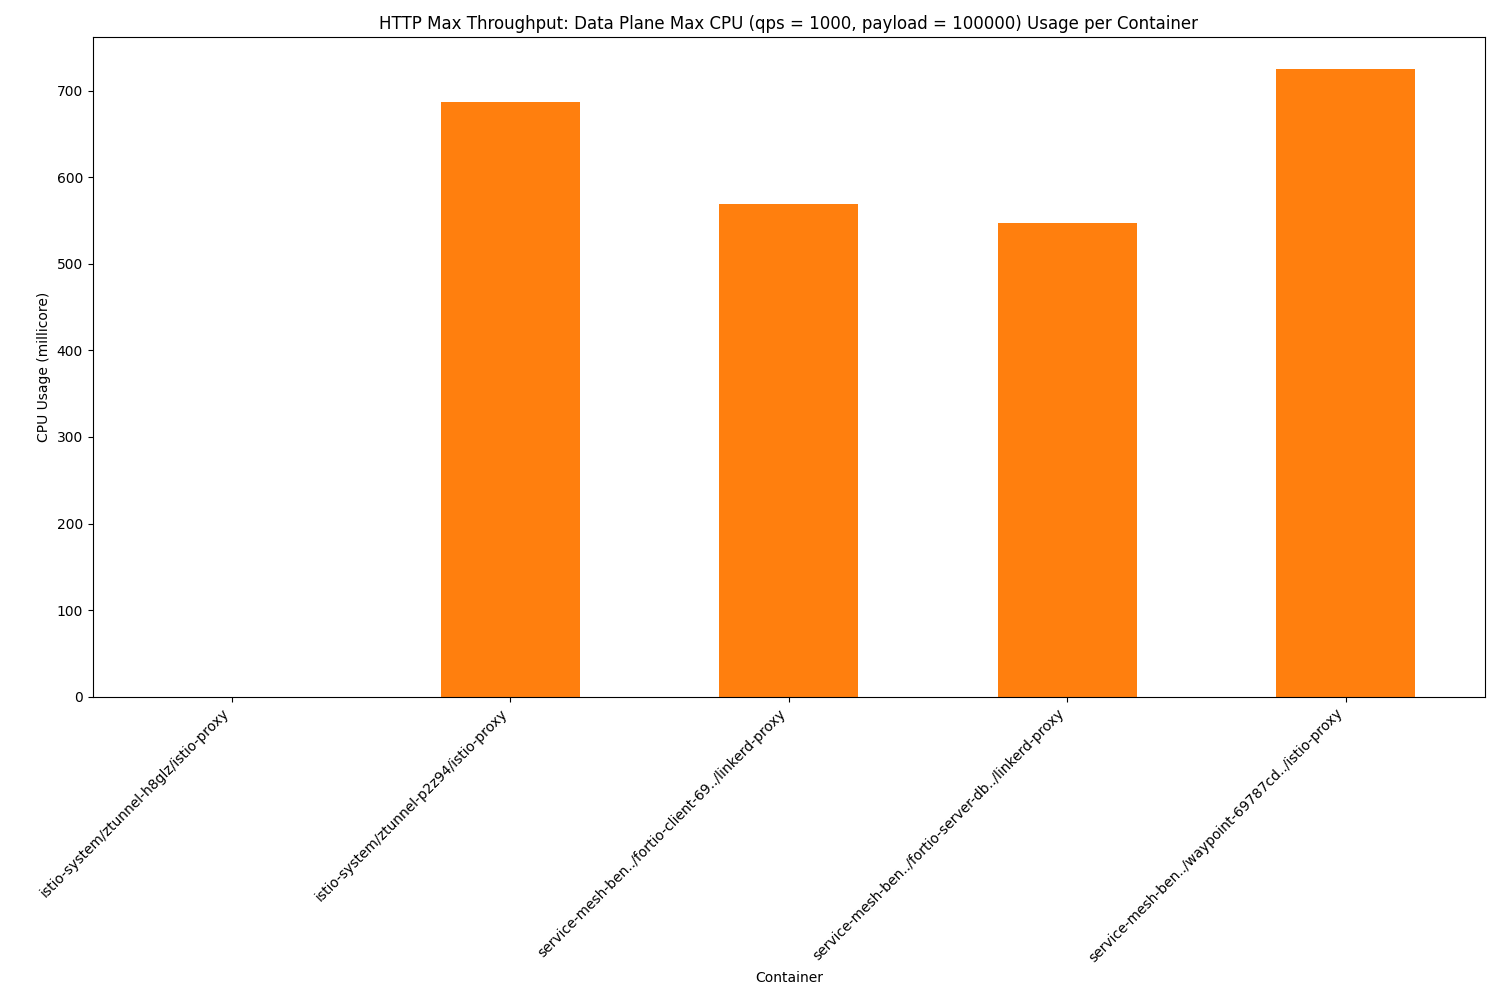 HTTP Max Throughput: Data Plane Max CPU (qps = 1000, payload = 100000) Usage per Container
CPU Usage (millicore)
700
600
500
400
300
200
100
0
istio-system/ztunnel-h8glz/istio-proxy
istio-system/ztunnel-p2z94/istio-proxy
service-mesh-ben../fortio-client-69../linkerd-proxy
service-mesh-ben../fortio-server-db../linkerd-proxy
service-mesh-ben../waypoint-69787cd../istio-proxy
Container